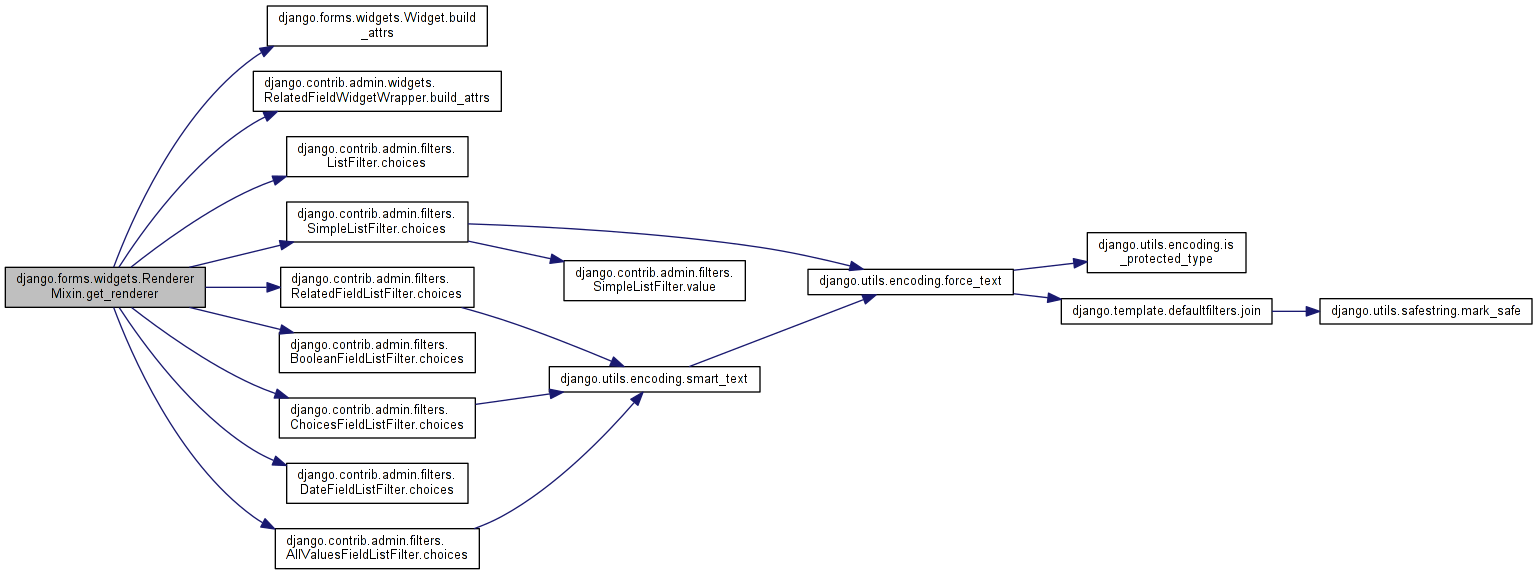 django.forms.widgets.Renderer
Mixin.get_renderer
django.forms.widgets.Widget.build
_attrs
django.contrib.admin.widgets.
RelatedFieldWidgetWrapper.build_attrs
django.contrib.admin.filters.
ListFilter.choices
django.contrib.admin.filters.
SimpleListFilter.choices
django.contrib.admin.filters.
RelatedFieldListFilter.choices
django.contrib.admin.filters.
BooleanFieldListFilter.choices
django.contrib.admin.filters.
ChoicesFieldListFilter.choices
django.contrib.admin.filters.
DateFieldListFilter.choices
django.contrib.admin.filters.
AllValuesFieldListFilter.choices
django.contrib.admin.filters.
SimpleListFilter.value
django.utils.encoding.smart_text
django.utils.encoding.force_text
django.utils.encoding.is
_protected_type
django.template.defaultfilters.join
django.utils.safestring.mark_safe